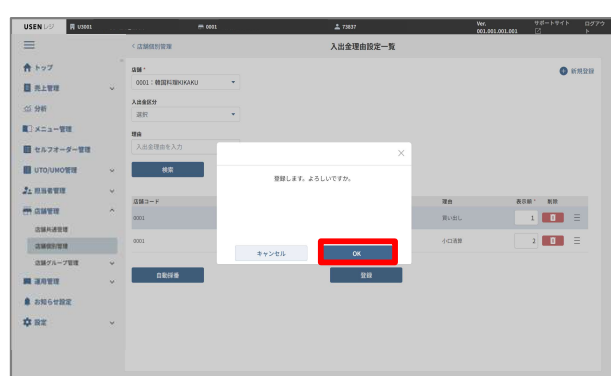 USEN レジ U3001 0001 73837 Ver. 001.001.001.001 サポートサイト ログアウト
< 店舗個別管理 入出金理由設定一覧
トップ
売上管理
分析
メニュー管理
セルフオーダー管理
UTO/UMO管理
担当者管理
店舗管理
店舗共通管理
店舗個別管理
店舗グループ管理
運用管理
お知らせ設定
設定
店舗*
0001：韓国料理KIKAKU
新規登録
入出金区分
選択
理由
入出金理由を入力
検索
登録します。よろしいですか。
キャンセル OK
店舗コード 理由 表示順* 削除
0001 買い出し 1
0001 小口清算 2
自動採番 登録